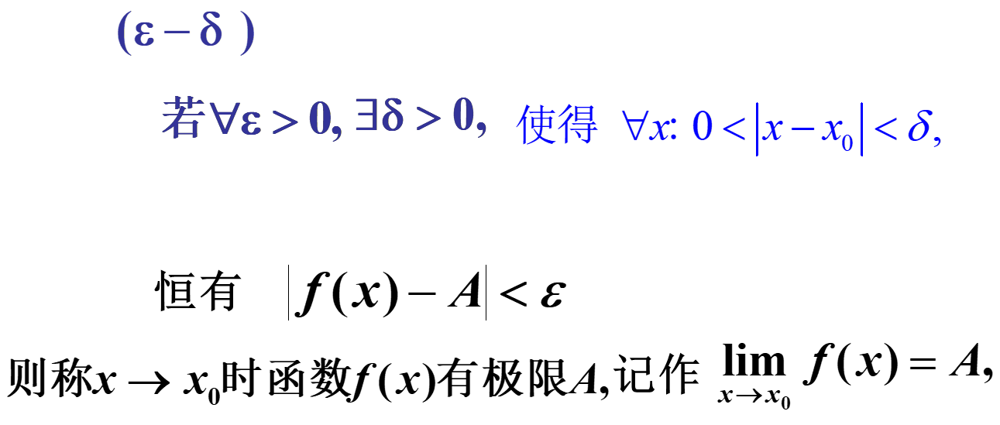 (ε − δ )
若∀ε > 0, ∃δ > 0, 使得 ∀x: 0 < |x − x₀| < δ,
恒有 |f(x) − A| < ε
则称x → x₀时函数f(x)有极限A,记作 lim_{x→x₀} f(x) = A,